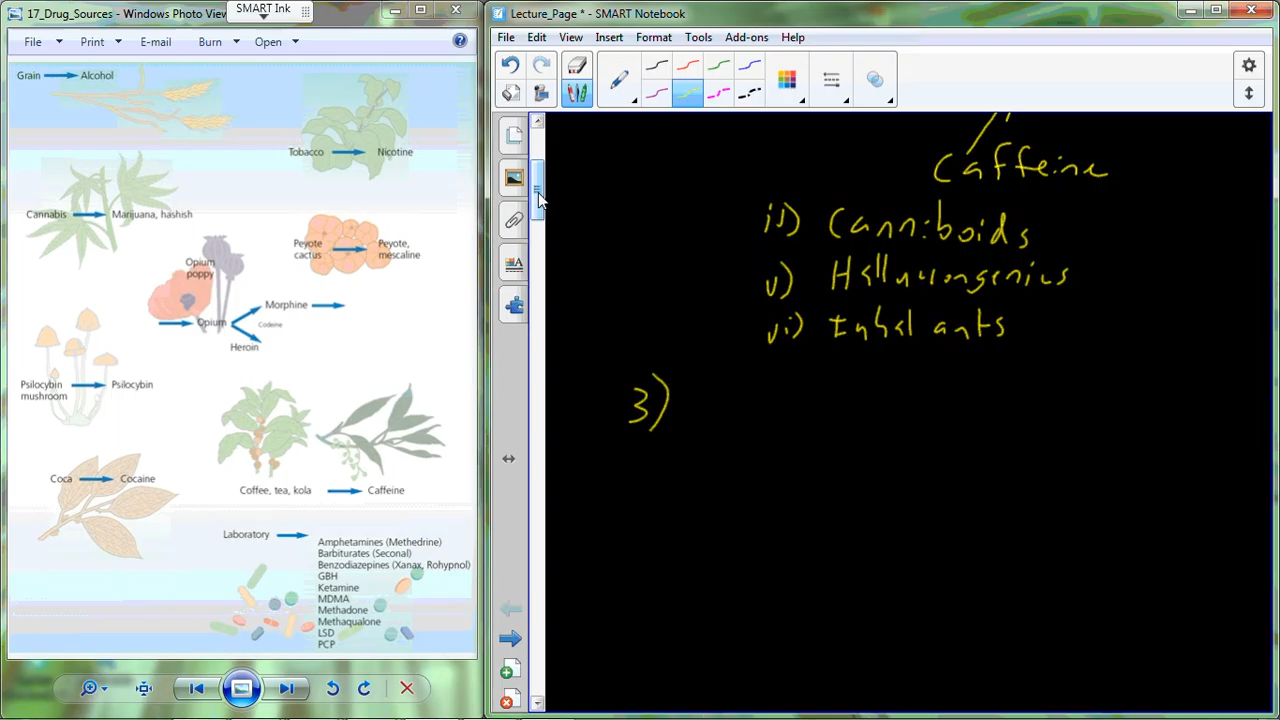 17_Drug_Sources - Windows Photo View
SMART Ink
File Print E-mail Burn Open
Grain Alcohol
Tobacco Nicotine
Cannabis Marijuana, hashish
Peyote cactus Peyote, mescaline
Opium poppy
Morphine
Opium Codeine
Heroin
Psilocybin mushroom Psilocybin
Coca Cocaine
Coffee, tea, kola Caffeine
Laboratory
Amphetamines (Methedrine)
Barbiturates (Seconal)
Benzodiazepines (Xanax, Rohypnol)
GBH
Ketamine
MDMA
Methadone
Methaqualone
LSD
PCP
Lecture_Page * - SMART Notebook
File Edit View Insert Format Tools Add-ons Help
Caffeine
iv) Canniboids
v) Hallucongenics
vi) Inhalants
3)